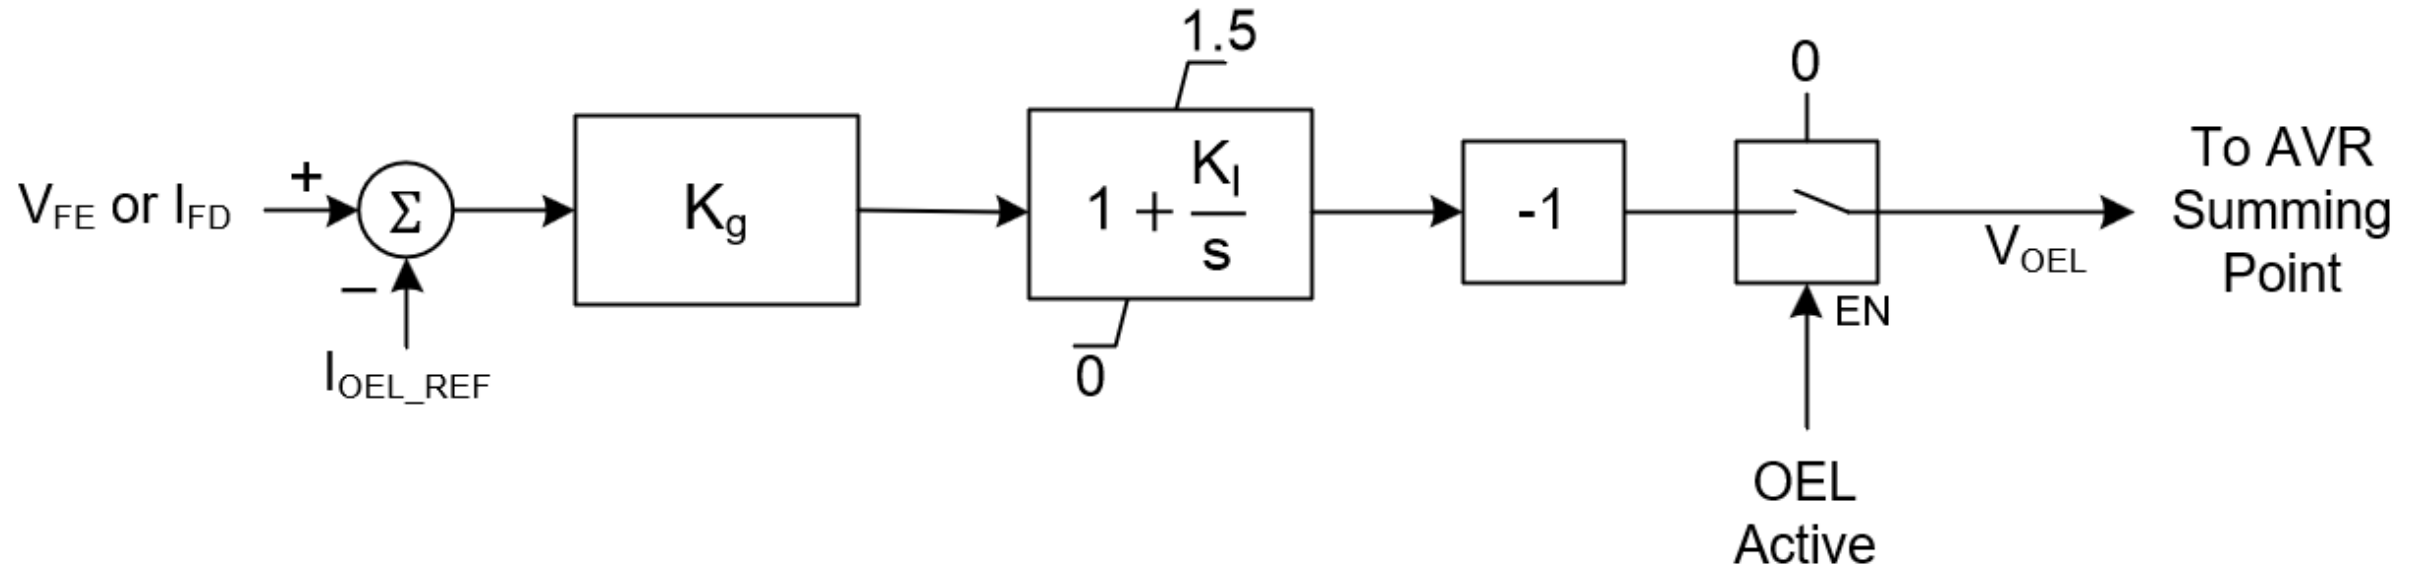 1.5
0
V_FE or I_FD
+
Σ
−
I_OEL_REF
K_g
1 + K_I / s
0
-1
EN
V_OEL
To AVR
Summing
Point
OEL
Active